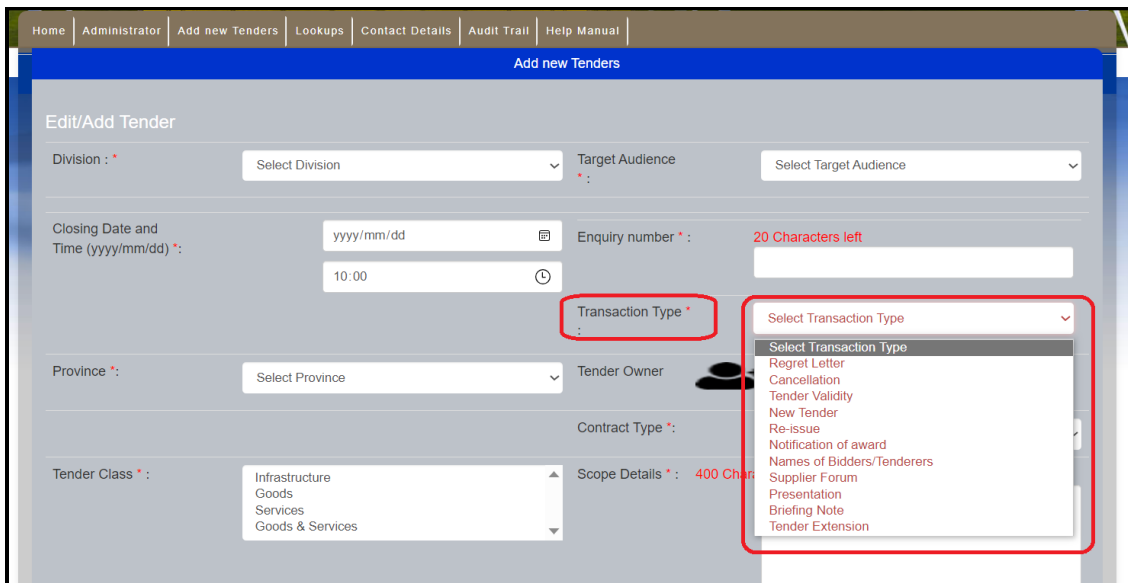 Home Administrator Add new Tenders Lookups Contact Details Audit Trail Help Manual
Add new Tenders
Edit/Add Tender
Division : *
Select Division
Target Audience
* :
Select Target Audience
Closing Date and
Time (yyyy/mm/dd) *:
yyyy/mm/dd
10:00
Enquiry number * :
20 Characters left
Transaction Type *
:
Select Transaction Type
Select Transaction Type
Regret Letter
Cancellation
Tender Validity
New Tender
Re-issue
Notification of award
Names of Bidders/Tenderers
Supplier Forum
Presentation
Briefing Note
Tender Extension
Province *:
Select Province
Tender Owner
Contract Type *:
Tender Class * :
Infrastructure
Goods
Services
Goods & Services
Scope Details * : 400